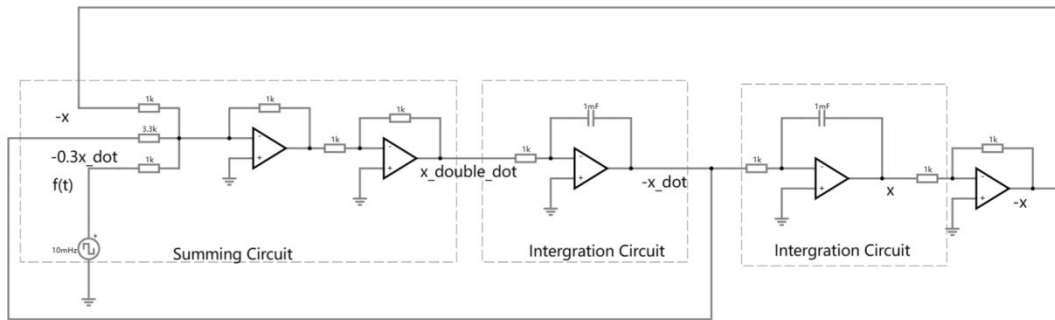 1k
1k
1mF
1mF
-x
1k
1k
3.3k
1k
1k
1k
1k
-0.3x_dot
x_double_dot
-x_dot
1k
x
1k
-x
f(t)
10mHz
Summing Circuit
Intergration Circuit
Intergration Circuit